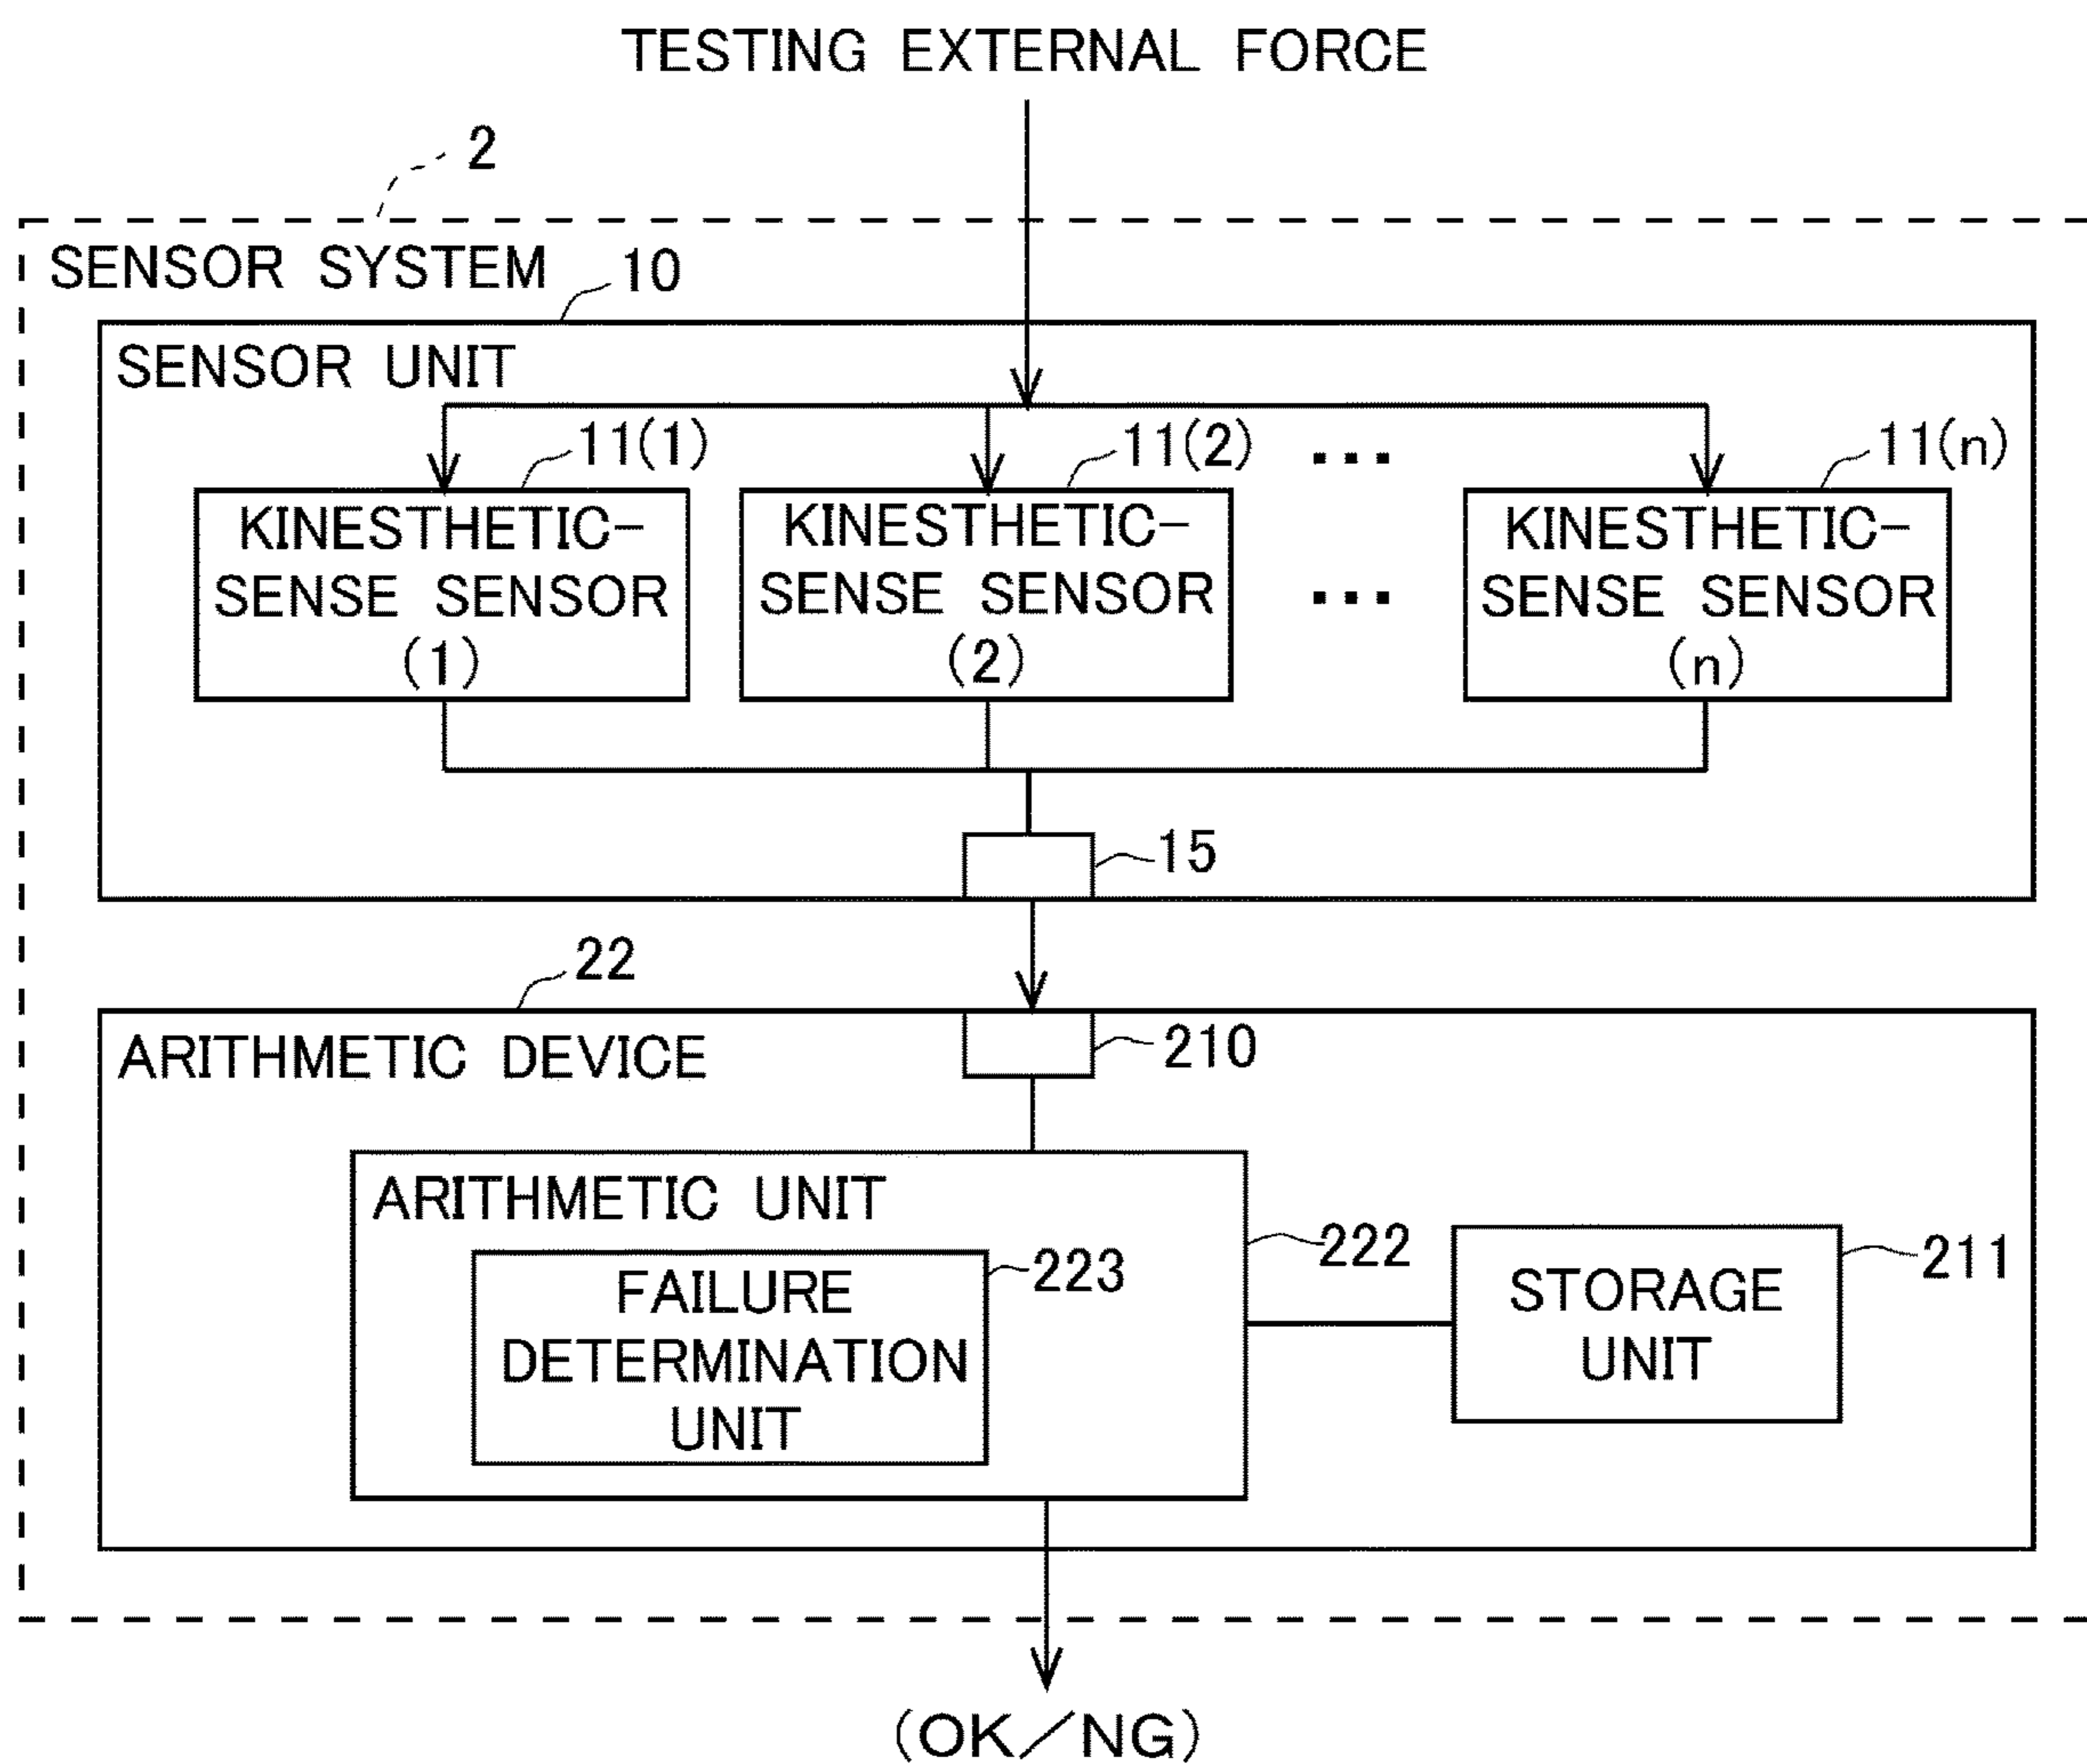 TESTING EXTERNAL FORCE
2
SENSOR SYSTEM
10
SENSOR UNIT
11(1)
11(2)
...
11(n)
KINESTHETIC-
SENSE SENSOR
(1)
KINESTHETIC-
SENSE SENSOR
(2)
...
KINESTHETIC-
SENSE SENSOR
(n)
15
22
ARITHMETIC DEVICE
210
ARITHMETIC UNIT
222
223
FAILURE
DETERMINATION
UNIT
211
STORAGE
UNIT
(OK/NG)